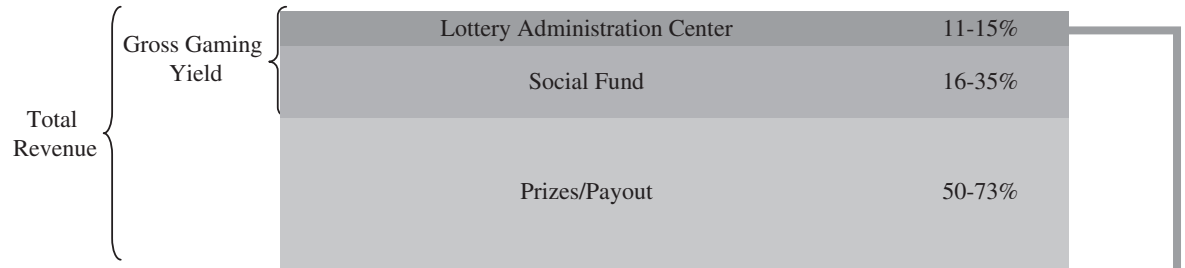 Total
Revenue
Gross Gaming
Yield
Lottery Administration Center 11-15%
Social Fund 16-35%
Prizes/Payout 50-73%